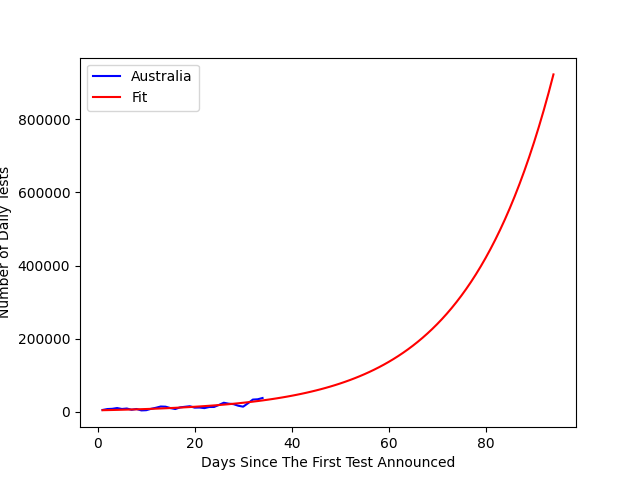 Australia
Fit
800000
600000
400000
200000
0
Number of Daily Tests
0 20 40 60 80
Days Since The First Test Announced